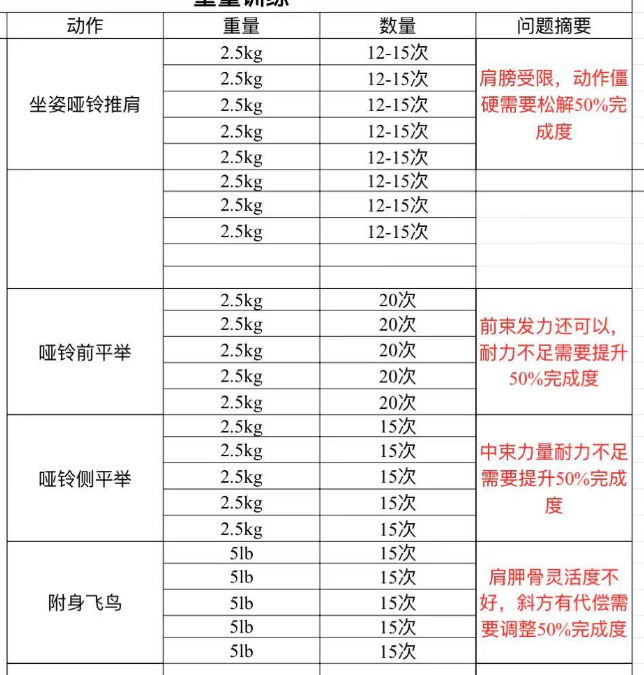 重量训练
动作 重量 数量 问题摘要
坐姿哑铃推肩
2.5kg 12-15次
2.5kg 12-15次
2.5kg 12-15次
2.5kg 12-15次
2.5kg 12-15次
肩膀受限，动作僵
硬需要松解50%完
成度
2.5kg 12-15次
2.5kg 12-15次
2.5kg 12-15次
哑铃前平举
2.5kg 20次
2.5kg 20次
2.5kg 20次
2.5kg 20次
2.5kg 20次
前束发力还可以，
耐力不足需要提升
50%完成度
哑铃侧平举
2.5kg 15次
2.5kg 15次
2.5kg 15次
2.5kg 15次
2.5kg 15次
中束力量耐力不足
需要提升50%完成
度
附身飞鸟
5lb 15次
5lb 15次
5lb 15次
5lb 15次
5lb 15次
肩胛骨灵活度不
好，斜方有代偿需
要调整50%完成度